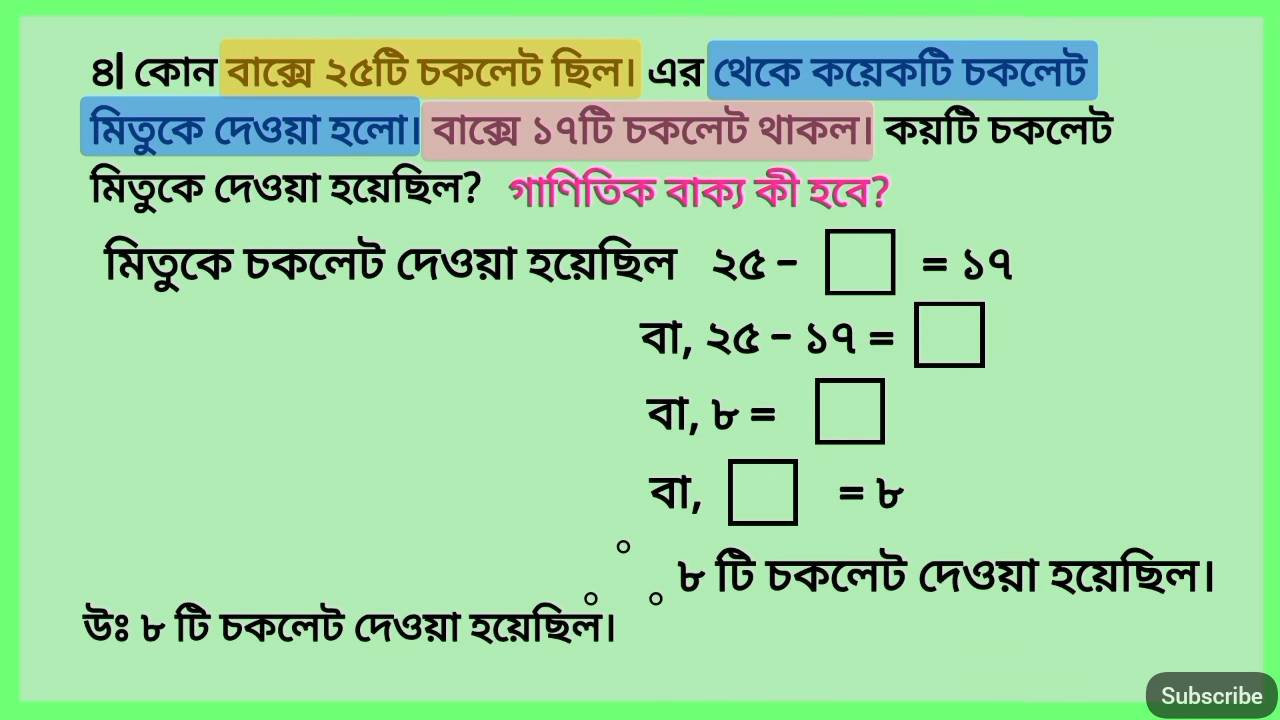 ৪| কোন বাক্সে ২৫টি চকলেট ছিল। এর থেকে কয়েকটি চকলেট
মিতুকে দেওয়া হলো। বাক্সে ১৭টি চকলেট থাকল। কয়টি চকলেট
মিতুকে দেওয়া হয়েছিল? গাণিতিক বাক্য কী হবে?
মিতুকে চকলেট দেওয়া হয়েছিল ২৫ - □ = ১৭
বা, ২৫ - ১৭ = □
বা, ৮ = □
বা, □ = ৮
∴ ৮ টি চকলেট দেওয়া হয়েছিল।
উঃ ৮ টি চকলেট দেওয়া হয়েছিল।
Subscribe